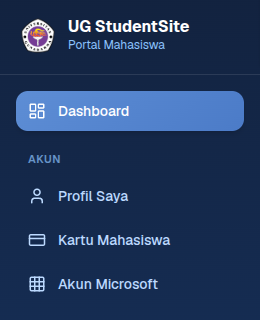 UG StudentSite
Portal Mahasiswa
Dashboard
AKUN
Profil Saya
Kartu Mahasiswa
Akun Microsoft